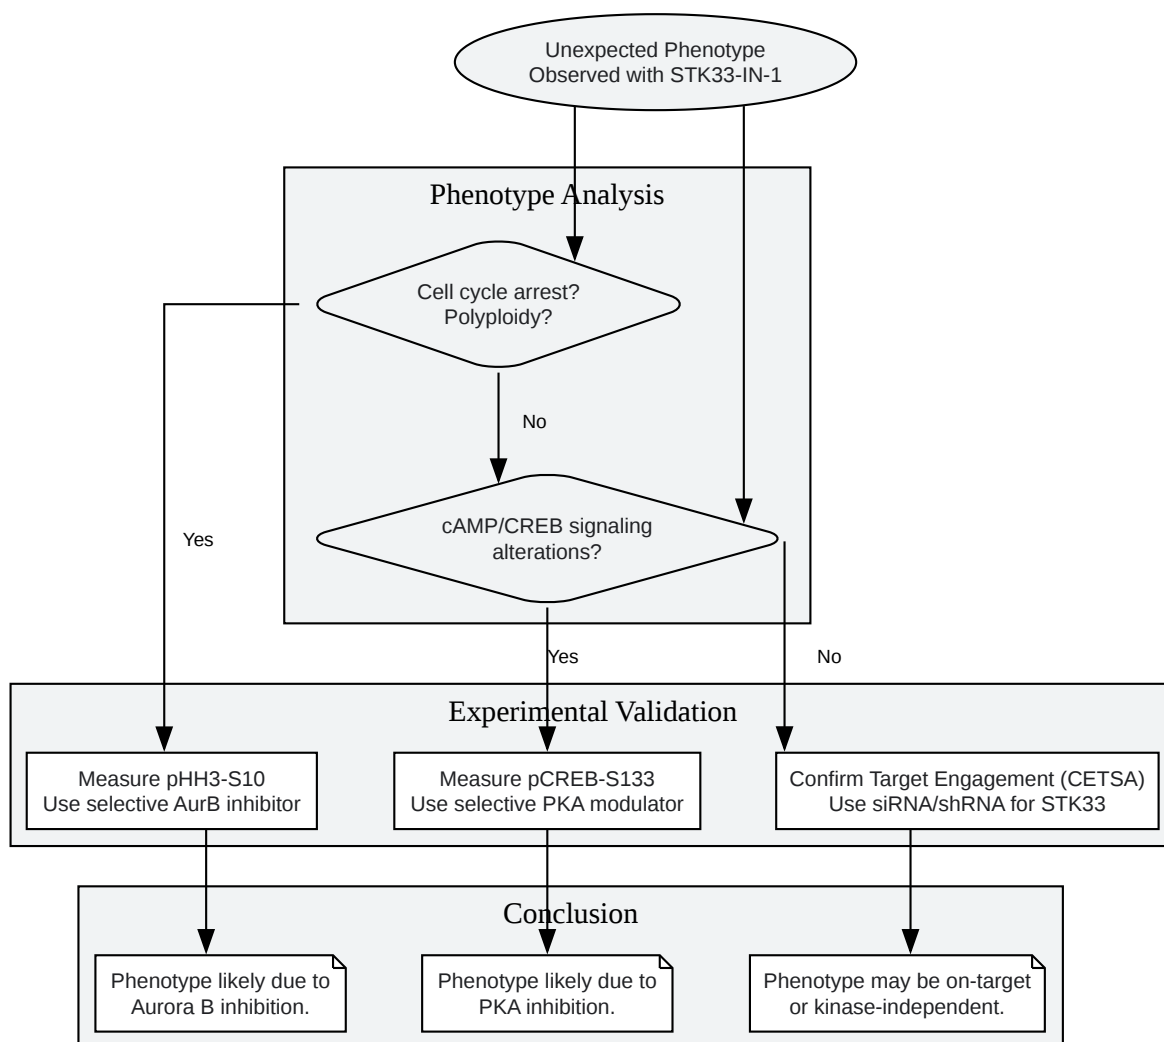 Unexpected Phenotype
Observed with STK33-IN-1
Phenotype Analysis
Cell cycle arrest?
Polyploidy?
No
cAMP/CREB signaling
alterations?
Yes
Yes
No
Experimental Validation
Measure pHH3-S10
Use selective AurB inhibitor
Measure pCREB-S133
Use selective PKA modulator
Confirm Target Engagement (CETSA)
Use siRNA/shRNA for STK33
Conclusion
Phenotype likely due to
Aurora B inhibition.
Phenotype likely due to
PKA inhibition.
Phenotype may be on-target
or kinase-independent.